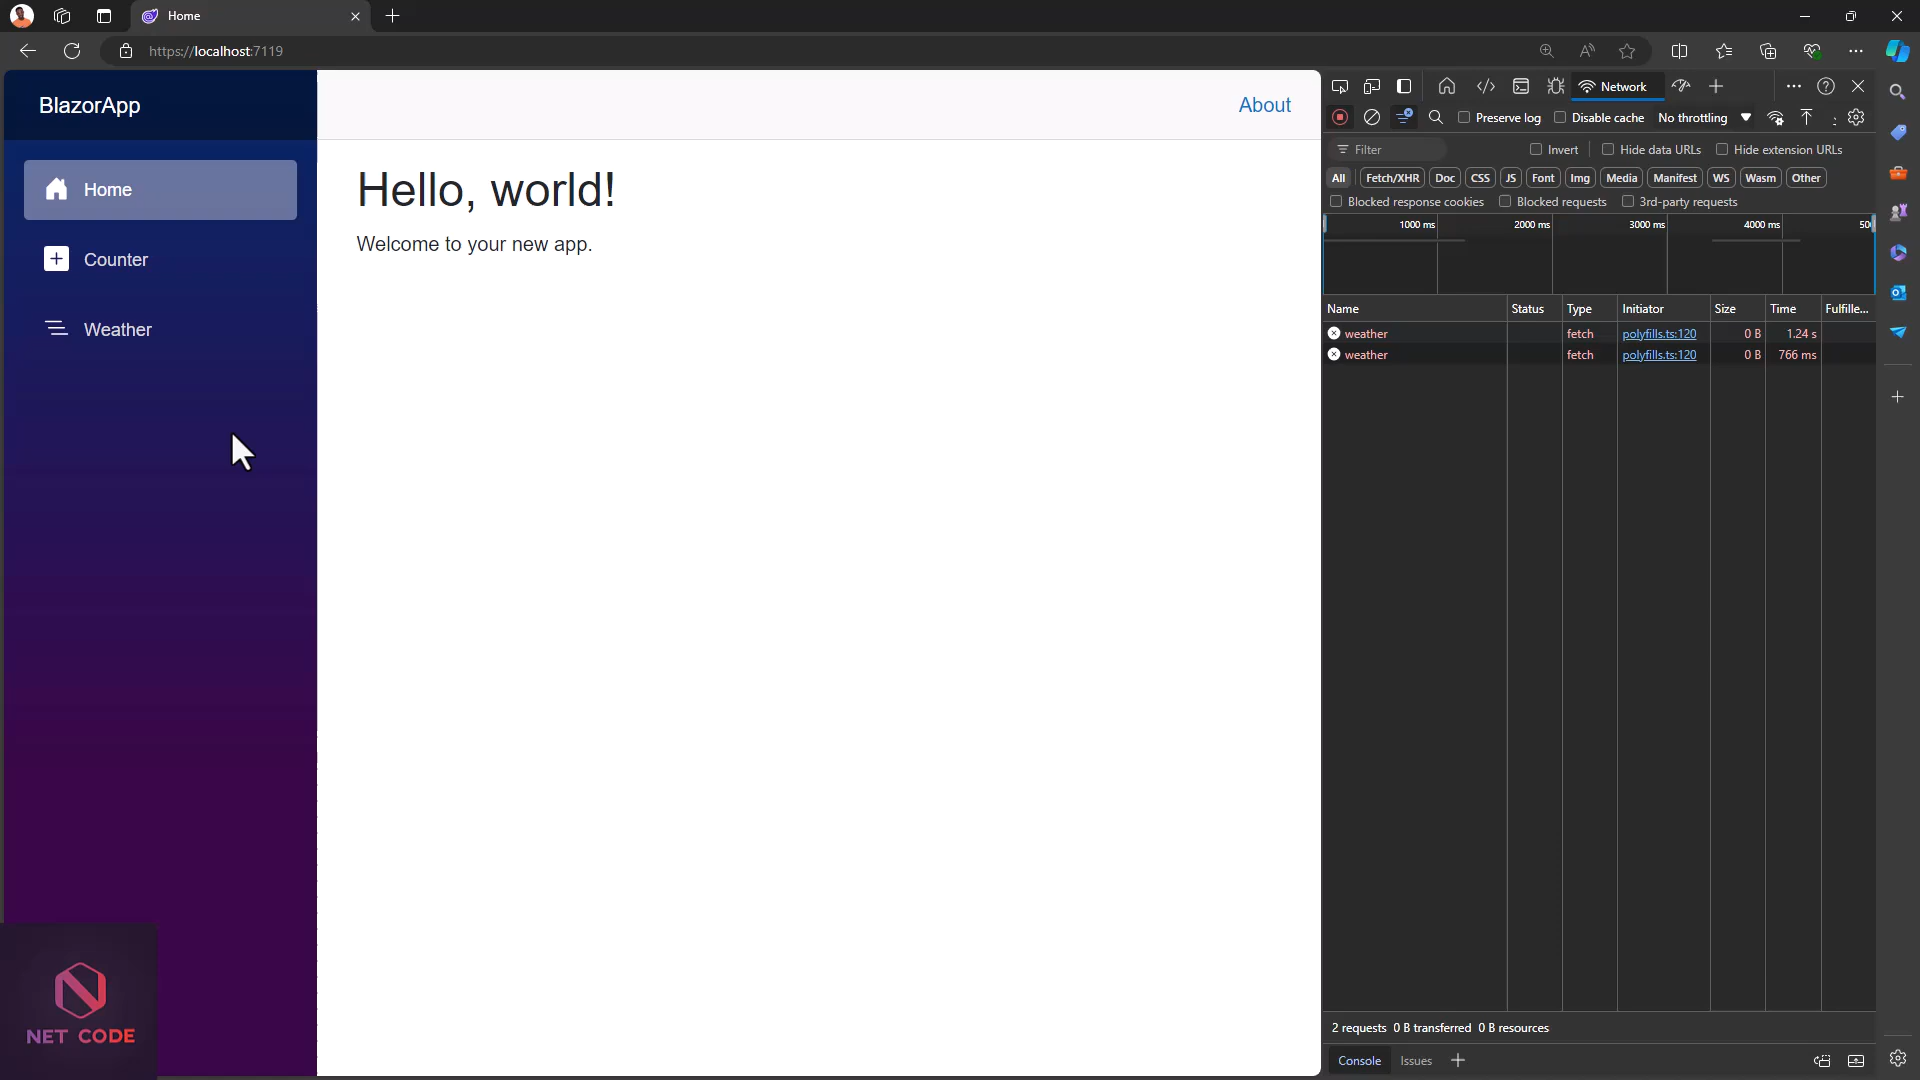 Home
https://localhost:7119
BlazorApp
About
Home
Counter
Weather
Hello, world!
Welcome to your new app.
Network
Preserve log
Disable cache
No throttling
Filter
Invert
Hide data URLs
Hide extension URLs
All
Fetch/XHR
Doc
CSS
JS
Font
Img
Media
Manifest
WS
Wasm
Other
Blocked response cookies
Blocked requests
3rd-party requests
1000 ms
2000 ms
3000 ms
4000 ms
Name Status Type Initiator Size Time Fulfille...
weather fetch polyfills.ts:120 0 B 1.24 s
weather fetch polyfills.ts:120 0 B 766 ms
2 requests 0 B transferred 0 B resources
Console
Issues
NET CODE